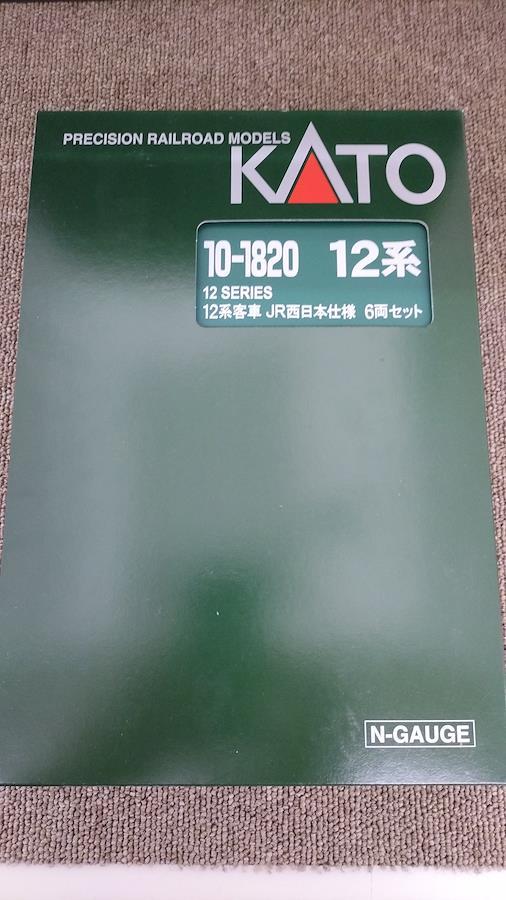 PRECISION RAILROAD MODELS
KATO
10-1820 12系
12 SERIES
12系客車 JR西日本仕様 6両セット
N-GAUGE